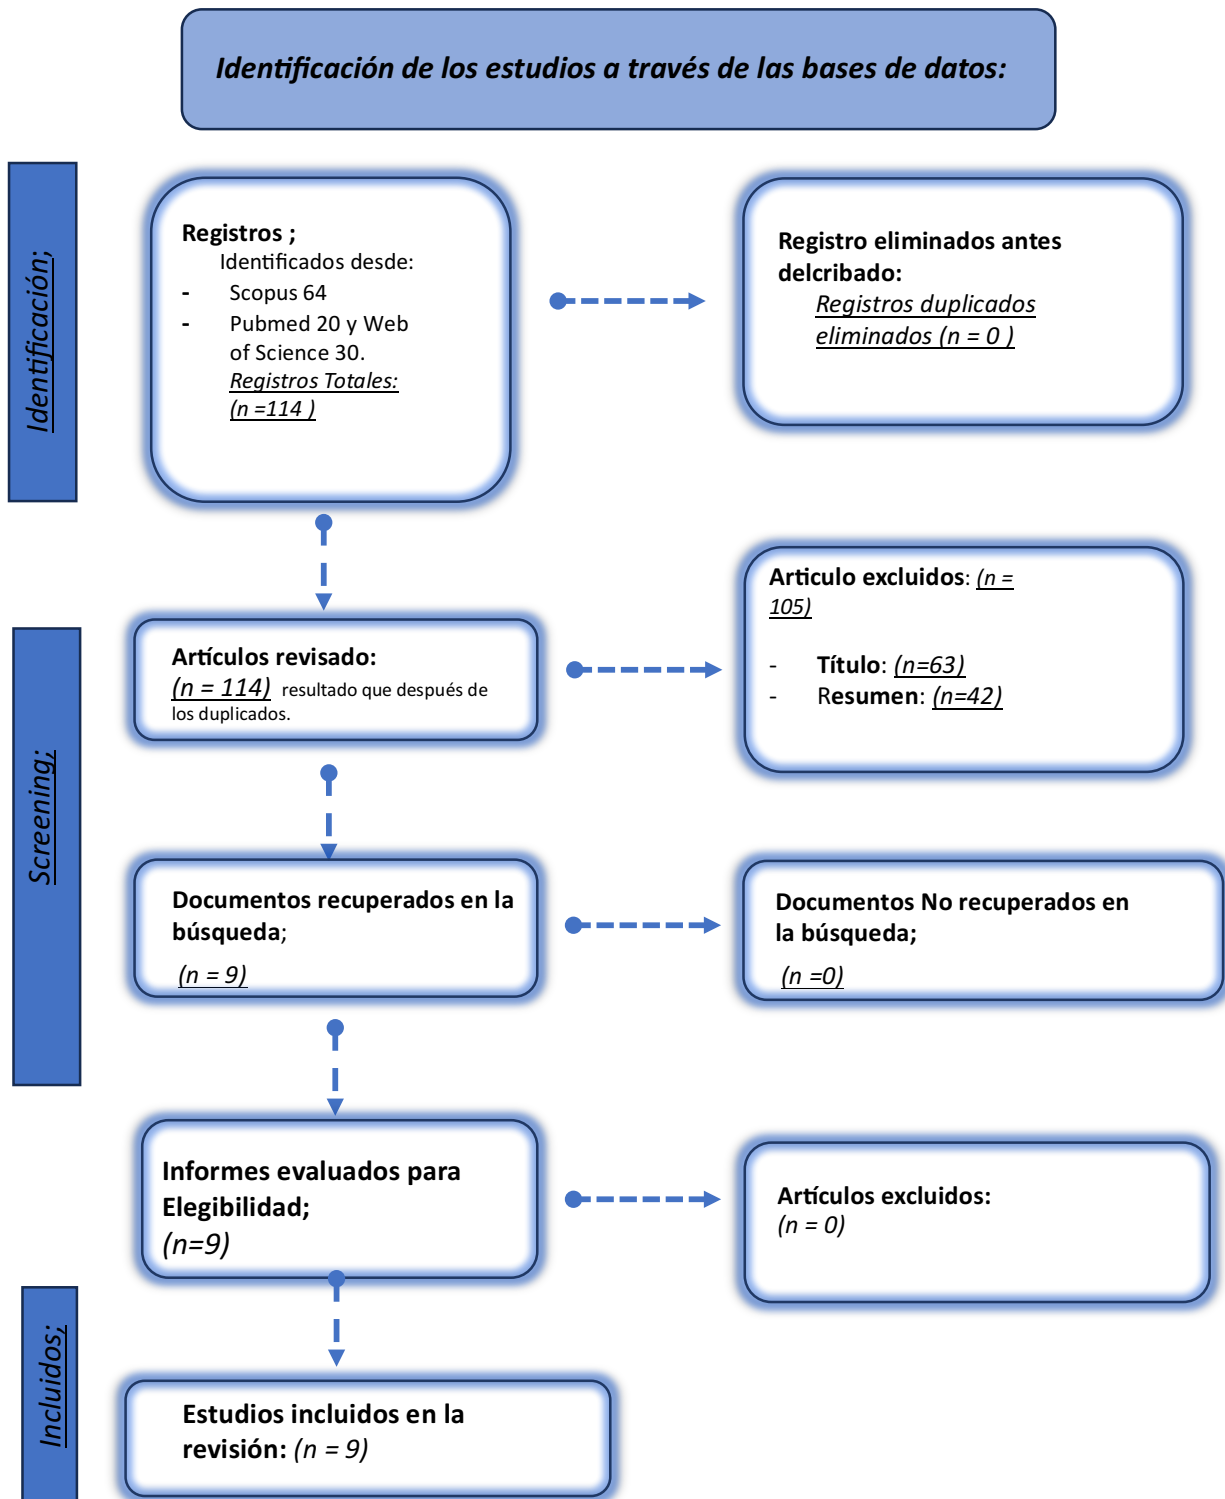 Identificación de los estudios a través de las bases de datos:
Identificación;
Registros ;
Identificados desde:
- Scopus 64
- Pubmed 20 y Web
of Science 30.
Registros Totales:
(n =114 )
Registro eliminados antes
delcribado:
Registros duplicados
eliminados (n = 0 )
Screening;
Artículos revisado:
(n = 114) resultado que después de
los duplicados.
Articulo excluidos: (n =
105)
- Título: (n=63)
- Resumen: (n=42)
Documentos recuperados en la
búsqueda;
(n = 9)
Documentos No recuperados en
la búsqueda;
(n =0)
Informes evaluados para
Elegibilidad;
(n=9)
Artículos excluidos:
(n = 0)
Incluidos;
Estudios incluidos en la
revisión: (n = 9)